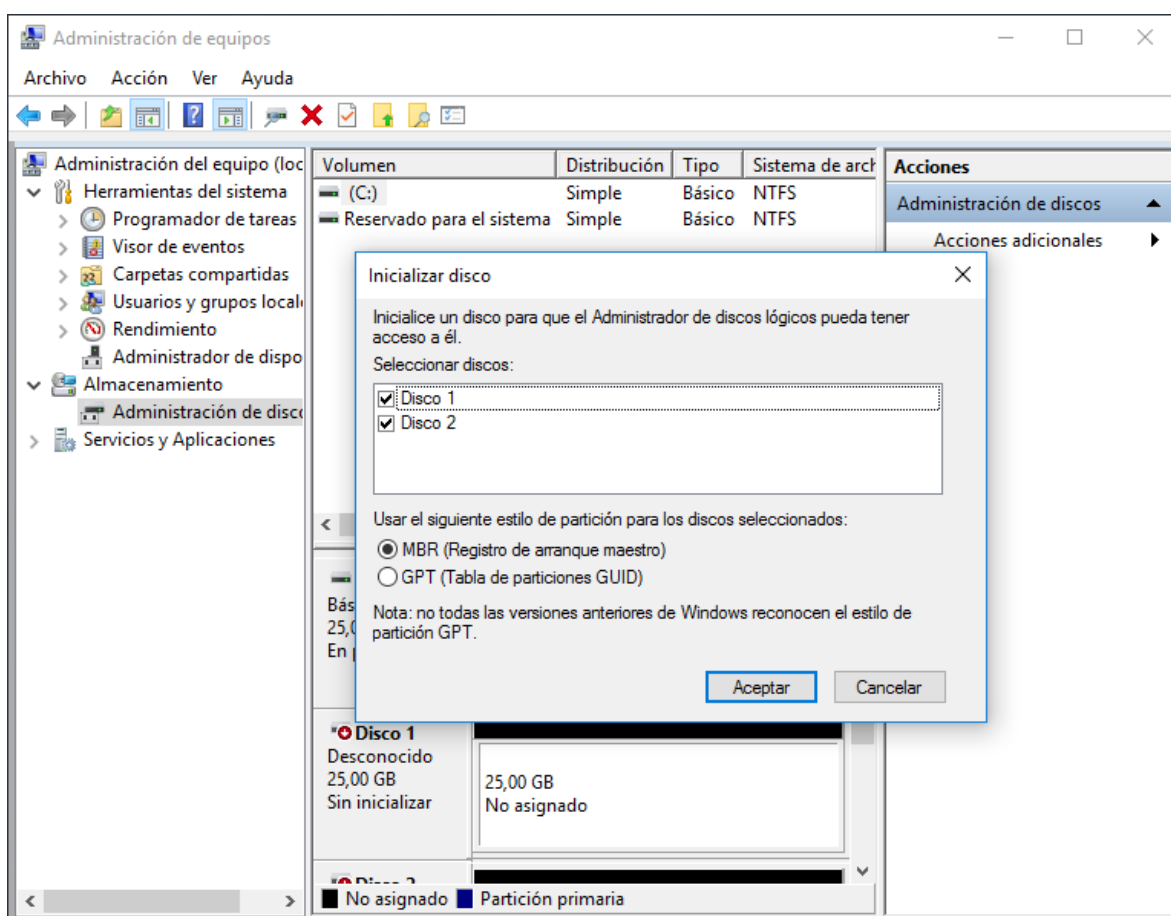 Administración de equipos
Archivo Acción Ver Ayuda
Administración del equipo (loc
Herramientas del sistema
Programador de tareas
Visor de eventos
Carpetas compartidas
Usuarios y grupos local
Rendimiento
Administrador de dispo
Almacenamiento
Administración de disco
Servicios y Aplicaciones
Volumen Distribución Tipo Sistema de arch
(C:) Simple Básico NTFS
Reservado para el sistema Simple Básico NTFS
Acciones
Administración de discos
Acciones adicionales
Inicializar disco
Inicialice un disco para que el Administrador de discos lógicos pueda tener
acceso a él.
Seleccionar discos:
Disco 1
Disco 2
Usar el siguiente estilo de partición para los discos seleccionados:
MBR (Registro de arranque maestro)
GPT (Tabla de particiones GUID)
Nota: no todas las versiones anteriores de Windows reconocen el estilo de
partición GPT.
Aceptar Cancelar
Bás
25,0
En
Disco 1
Desconocido
25,00 GB
Sin inicializar
25,00 GB
No asignado
Disco 2
No asignado Partición primaria